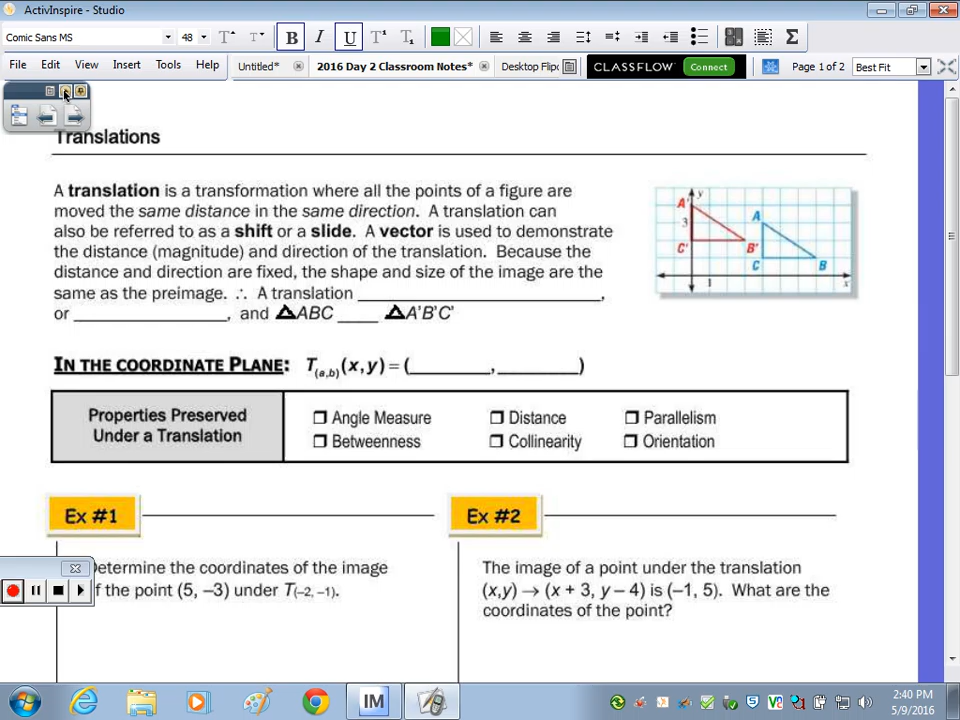 ActivInspire - Studio
Comic Sans MS 48 B I U
File Edit View Insert Tools Help Untitled* 2016 Day 2 Classroom Notes* Desktop Flipc CLASSFLOW Connect Page 1 of 2 Best Fit
Translations
A translation is a transformation where all the points of a figure are
moved the same distance in the same direction. A translation can
also be referred to as a shift or a slide. A vector is used to demonstrate
the distance (magnitude) and direction of the translation. Because the
distance and direction are fixed, the shape and size of the image are the
same as the preimage. ∴ A translation __________________________,
or _________________, and △ABC ____ △A'B'C'
A' y
3 A
C' B'
C B
1 x
IN THE COORDINATE PLANE: T(a,b)(x,y) = (________,________)
Properties Preserved
Under a Translation
❒ Angle Measure ❒ Distance ❒ Parallelism
❒ Betweenness ❒ Collinearity ❒ Orientation
Ex #1
Determine the coordinates of the image
of the point (5, –3) under T(–2, –1).
Ex #2
The image of a point under the translation
(x,y) → (x + 3, y – 4) is (–1, 5). What are the
coordinates of the point?
IM
2:40 PM
5/9/2016